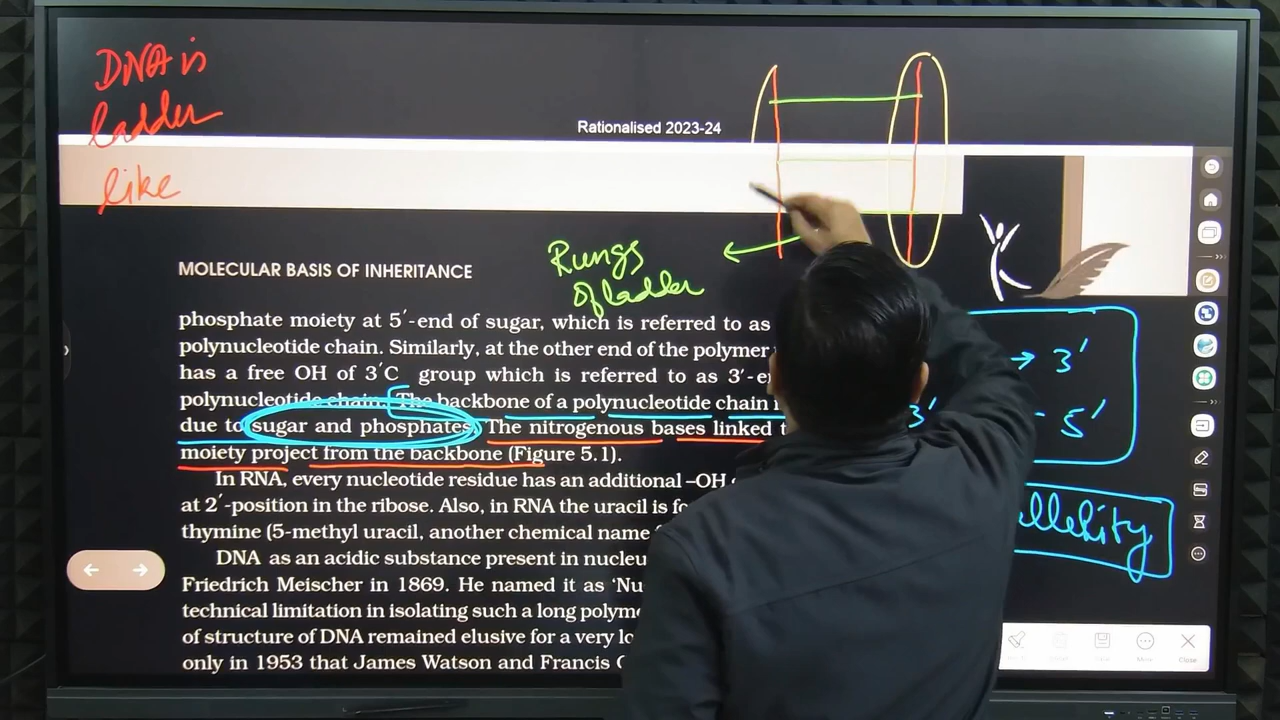 DNA is
ladder
like
Rationalised 2023-24
Rungs
of ladder
MOLECULAR BASIS OF INHERITANCE
phosphate moiety at 5′-end of sugar, which is referred to as
polynucleotide chain. Similarly, at the other end of the polymer
has a free OH of 3′C group which is referred to as 3′-e
polynucleotide chain. The backbone of a polynucleotide chain
due to sugar and phosphates. The nitrogenous bases linked
moiety project from the backbone (Figure 5.1).
In RNA, every nucleotide residue has an additional –OH
at 2′-position in the ribose. Also, in RNA the uracil is fo
thymine (5-methyl uracil, another chemical name
DNA as an acidic substance present in nucleu
Friedrich Meischer in 1869. He named it as ‘Nu
technical limitation in isolating such a long polyme
of structure of DNA remained elusive for a very lo
only in 1953 that James Watson and Francis C
→ 3′
3′ - 5′
Close